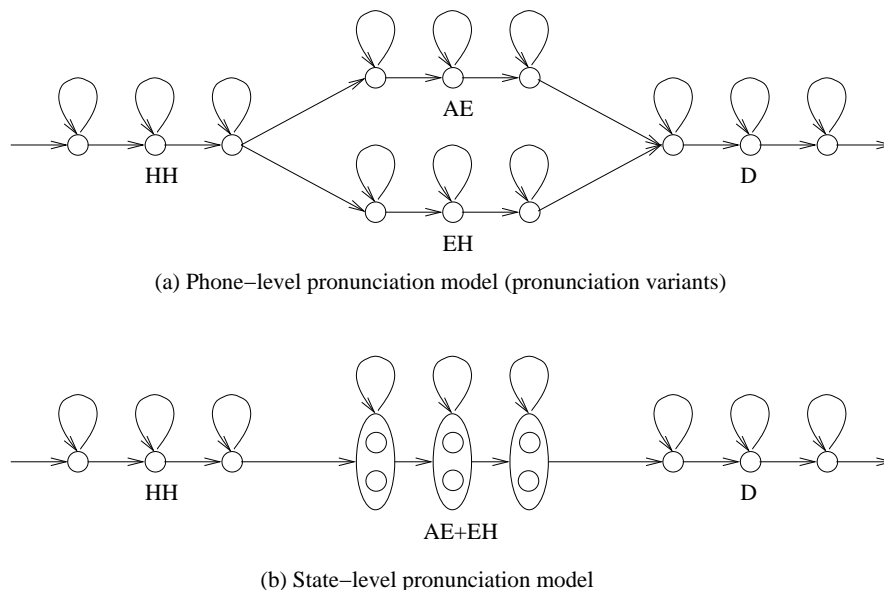 AE
HH
D
EH
(a) Phone−level pronunciation model (pronunciation variants)
HH
D
AE+EH
(b) State−level pronunciation model